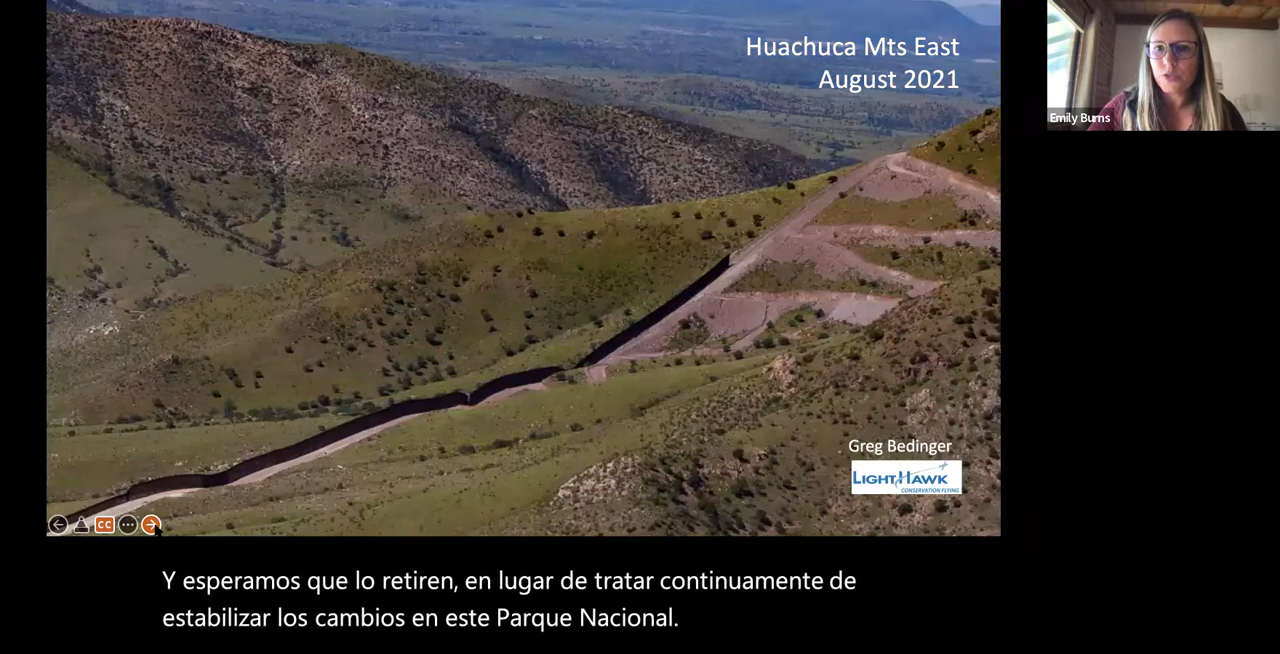 Huachuca Mts East
August 2021
Emily Burns
Greg Bedinger
LIGHTHAWK
CONSERVATION FLYING
CC
Y esperamos que lo retiren, en lugar de tratar continuamente de
estabilizar los cambios en este Parque Nacional.